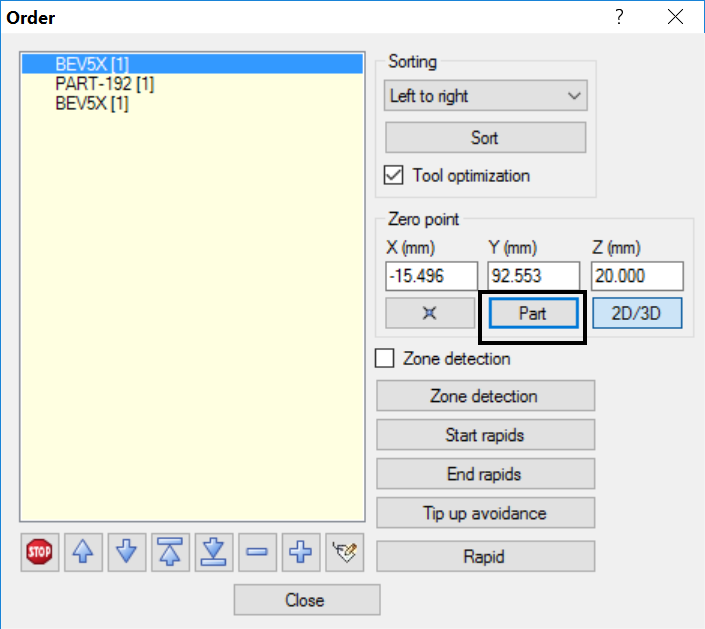 Order
?
BEV5X [1]
PART-192 [1]
BEV5X [1]
Sorting
Left to right
Sort
Tool optimization
Zero point
X (mm) Y (mm) Z (mm)
-15.496 92.553 20.000
Part 2D/3D
Zone detection
Zone detection
Start rapids
End rapids
Tip up avoidance
STOP
Rapid
Close